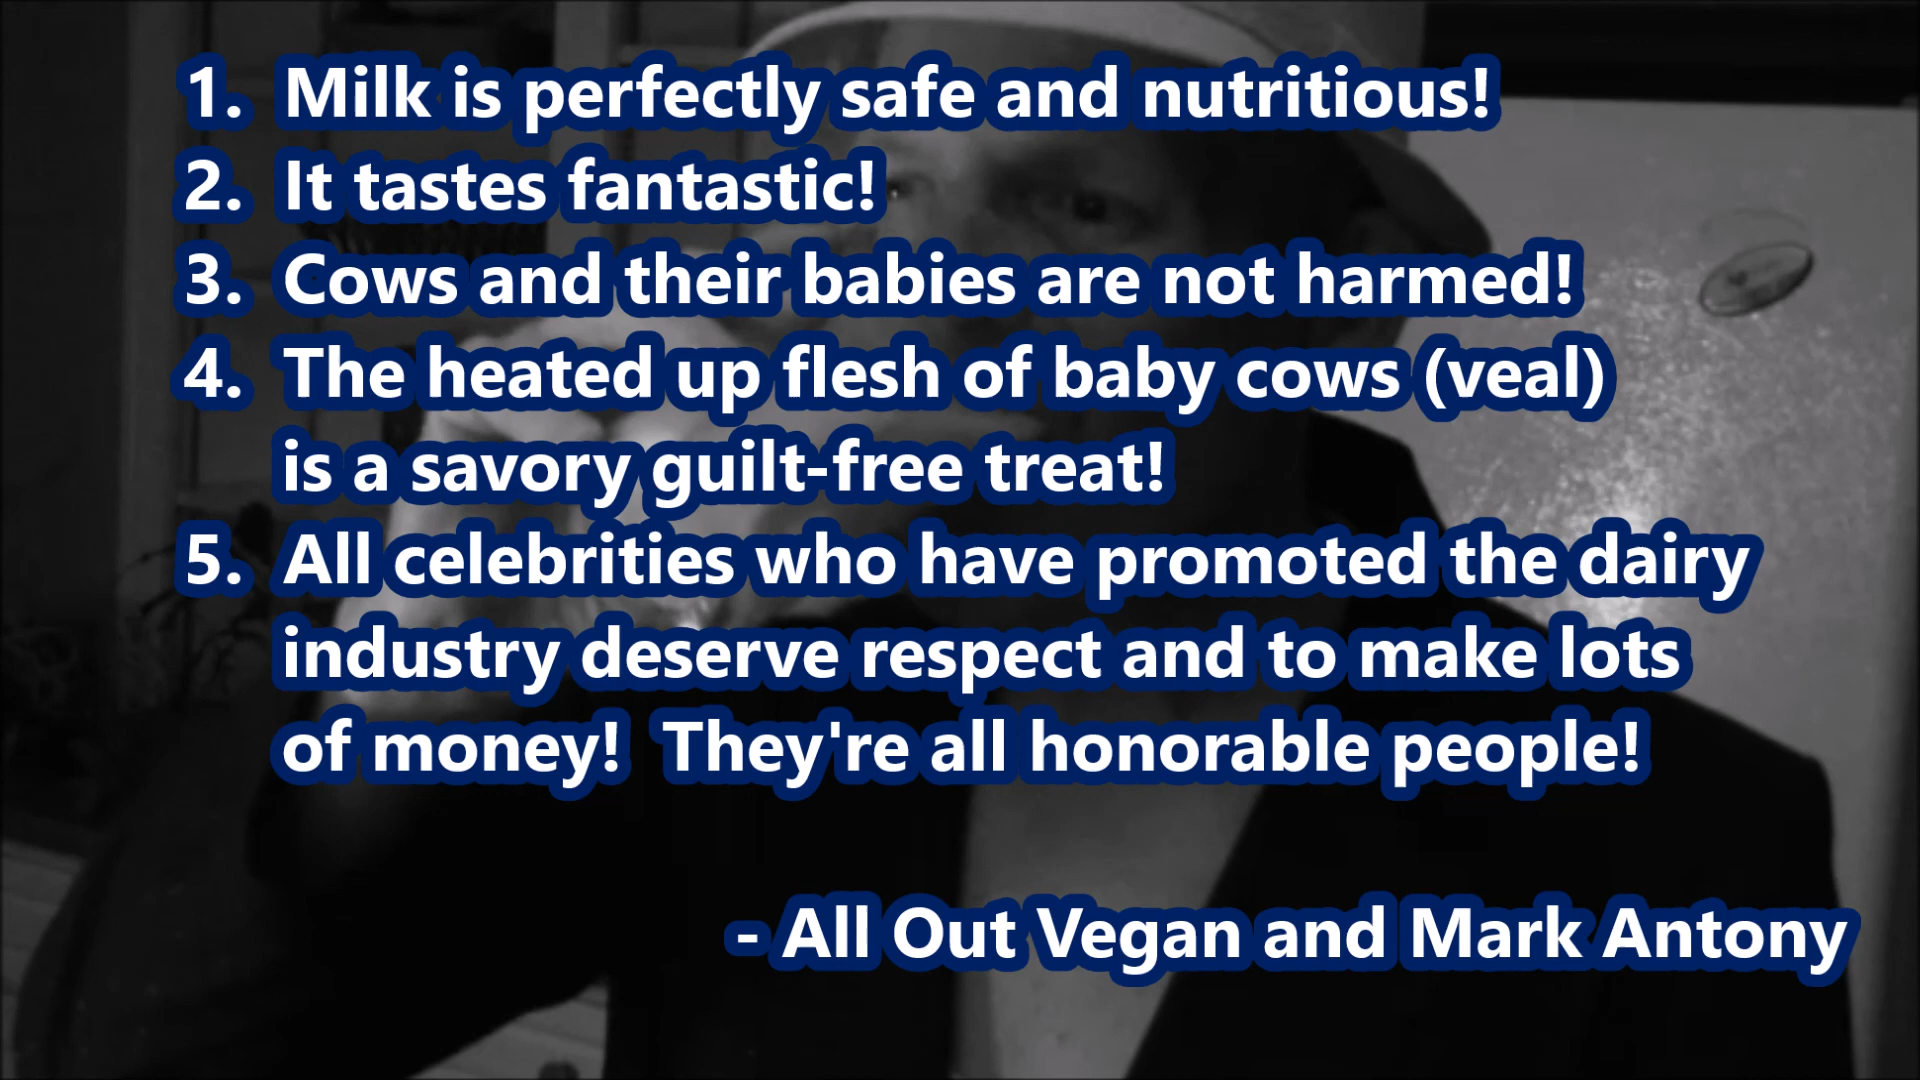 1. Milk is perfectly safe and nutritious!
2. It tastes fantastic!
3. Cows and their babies are not harmed!
4. The heated up flesh of baby cows (veal)
is a savory guilt-free treat!
5. All celebrities who have promoted the dairy
industry deserve respect and to make lots
of money! They're all honorable people!
- All Out Vegan and Mark Antony